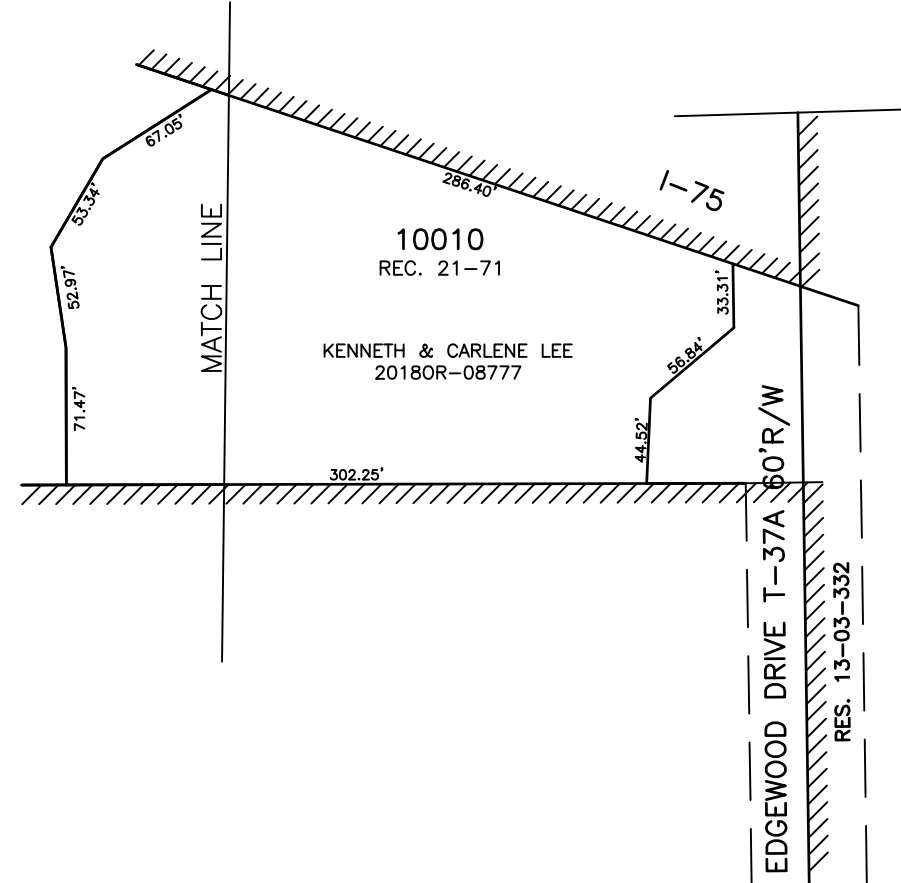 67.05'
53.34'
52.97'
71.47'
MATCH LINE
286.40'
I-75
10010
REC. 21-71
KENNETH & CARLENE LEE
2018OR-08777
33.31'
56.84'
44.52'
302.25'
EDGEWOOD DRIVE T-37A 60'R/W
RES. 13-03-332